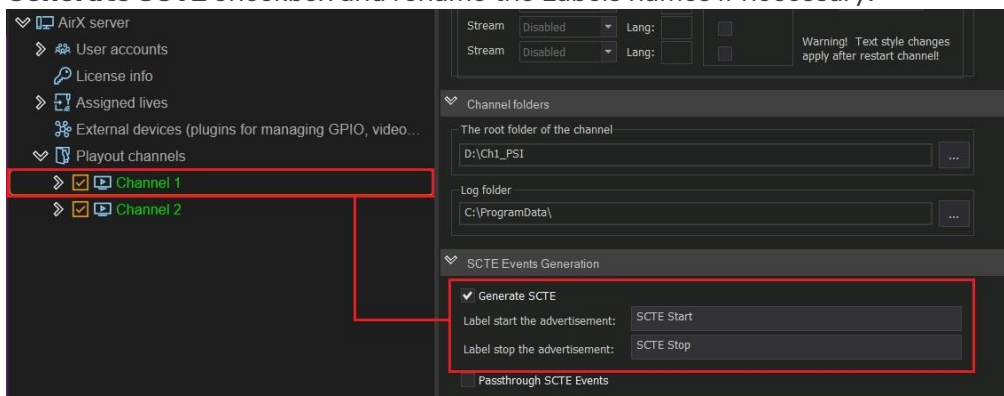 Generate SCTE checkbox and rename the Labels names if necessary.
AirX server
User accounts
License info
Assigned lives
External devices (plugins for managing GPIO, video...
Playout channels
Channel 1
Channel 2
Stream Disabled Lang:
Stream Disabled Lang:
Warning! Text style changes
apply after restart channel!
Channel folders
The root folder of the channel
D:\Ch1_PSI
...
Log folder
C:\ProgramData\
...
SCTE Events Generation
Generate SCTE
Label start the advertisement: SCTE Start
Label stop the advertisement: SCTE Stop
Passthrough SCTE Events